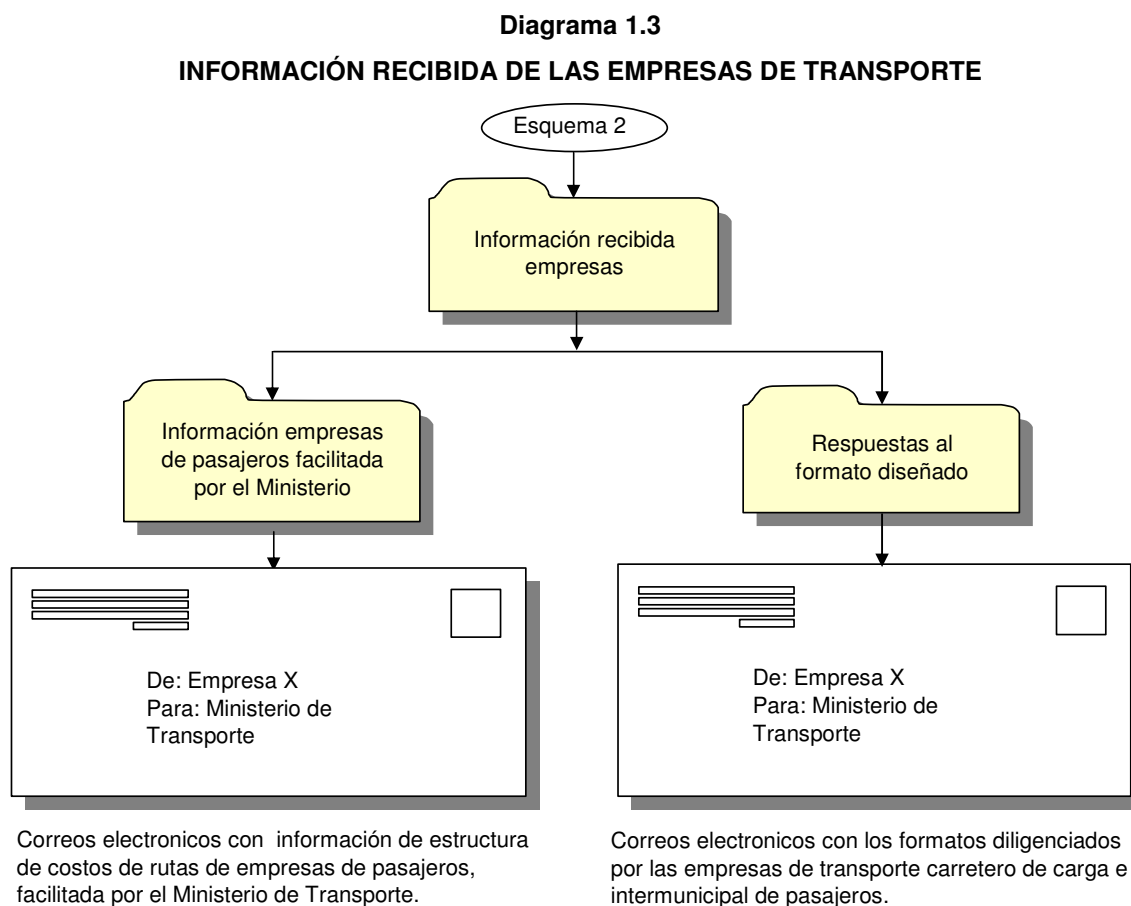 Diagrama 1.3
INFORMACIÓN RECIBIDA DE LAS EMPRESAS DE TRANSPORTE
Esquema 2
Información recibida
empresas
Información empresas
de pasajeros facilitada
por el Ministerio
Respuestas al
formato diseñado
De: Empresa X
Para: Ministerio de
Transporte
De: Empresa X
Para: Ministerio de
Transporte
Correos electronicos con información de estructura
de costos de rutas de empresas de pasajeros,
facilitada por el Ministerio de Transporte.
Correos electronicos con los formatos diligenciados
por las empresas de transporte carretero de carga e
intermunicipal de pasajeros.